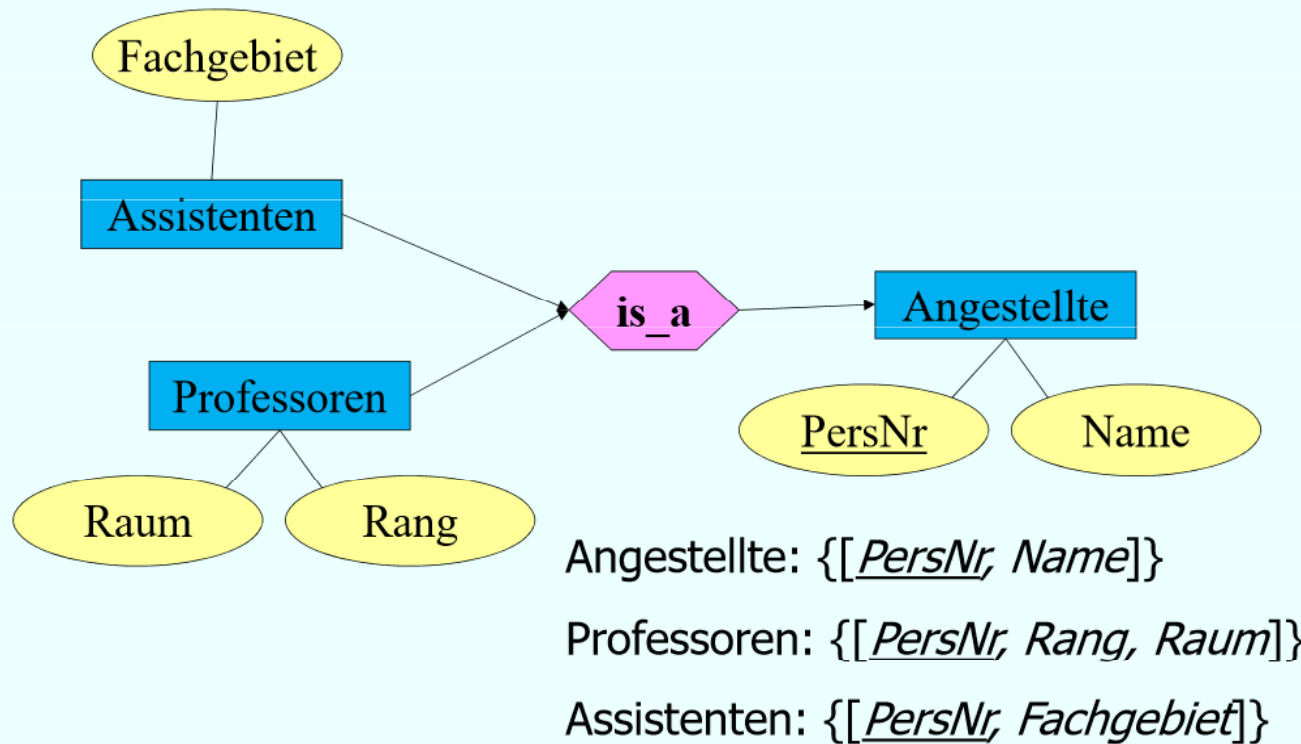 Fachgebiet
Assistenten
is_a
Angestellte
Professoren
PersNr
Name
Raum
Rang
Angestellte: {[PersNr, Name]}
Professoren: {[PersNr, Rang, Raum]}
Assistenten: {[PersNr, Fachgebiet]}